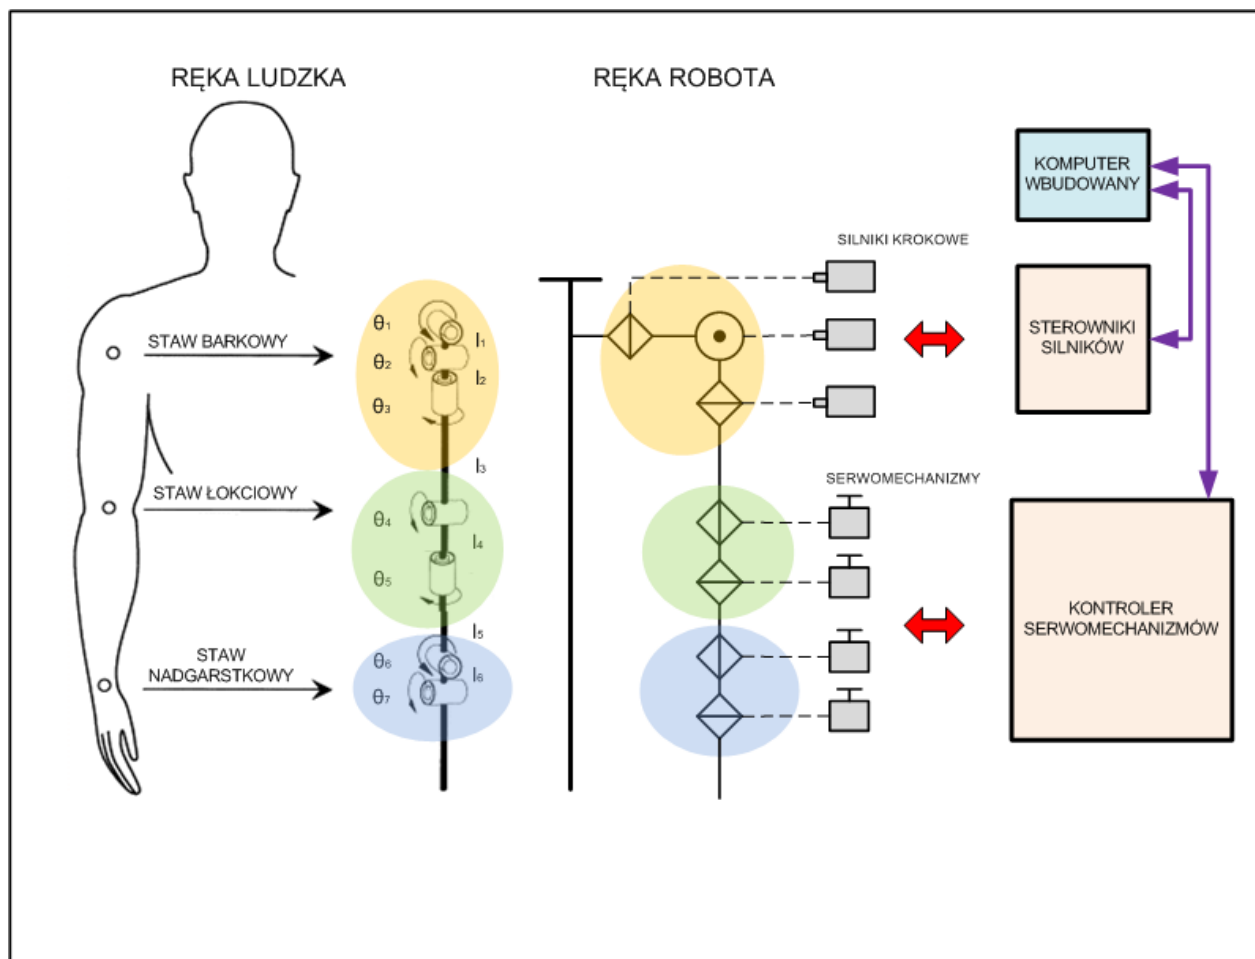 RĘKA LUDZKA
RĘKA ROBOTA
KOMPUTER
WBUDOWANY
SILNIKI KROKOWE
STEROWNIKI
SILNIKÓW
STAW BARKOWY
θ1
l1
θ2
l2
θ3
l3
SERWOMECHANIZMY
STAW ŁOKCIOWY
θ4
l4
θ5
KONTROLER
SERWOMECHANIZMÓW
l5
STAW
NADGARSTKOWY
θ6
l6
θ7